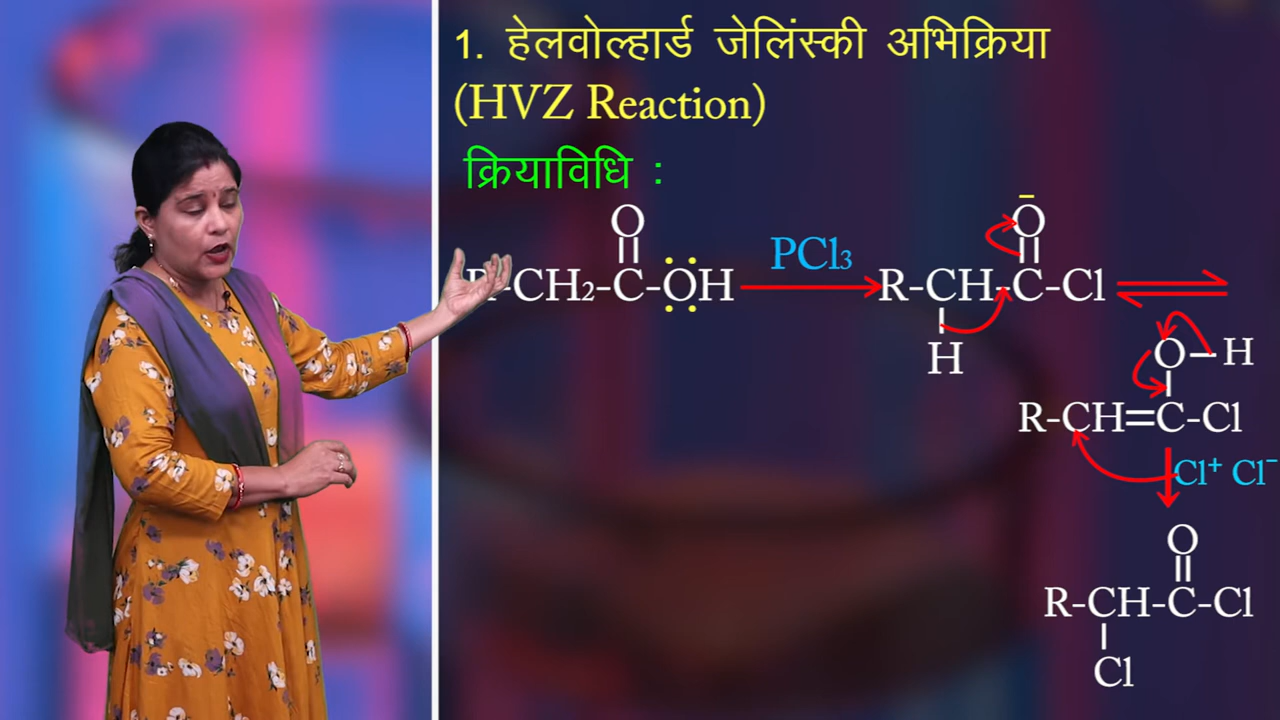 1. हेलवोल्हार्ड जेलिंस्की अभिक्रिया
(HVZ Reaction)
क्रियाविधि :
O
R-CH₂-C-OH
PCl₃
Ō
R-CH-C-Cl
H
O-H
R-CH=C-Cl
Cl⁺ Cl⁻
O
R-CH-C-Cl
Cl